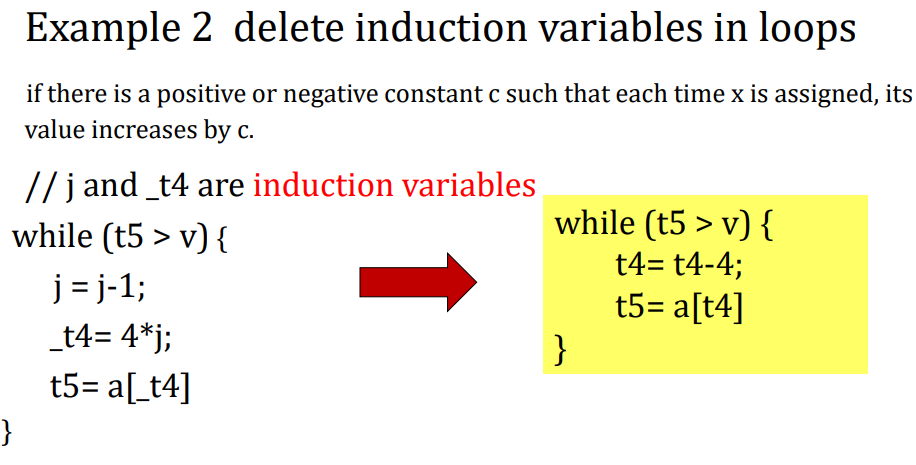 Example 2 delete induction variables in loops
if there is a positive or negative constant c such that each time x is assigned, its
value increases by c.
// j and _t4 are induction variables
while (t5 > v) {
j = j-1;
_t4= 4*j;
t5= a[_t4]
}
while (t5 > v) {
t4= t4-4;
t5= a[t4]
}